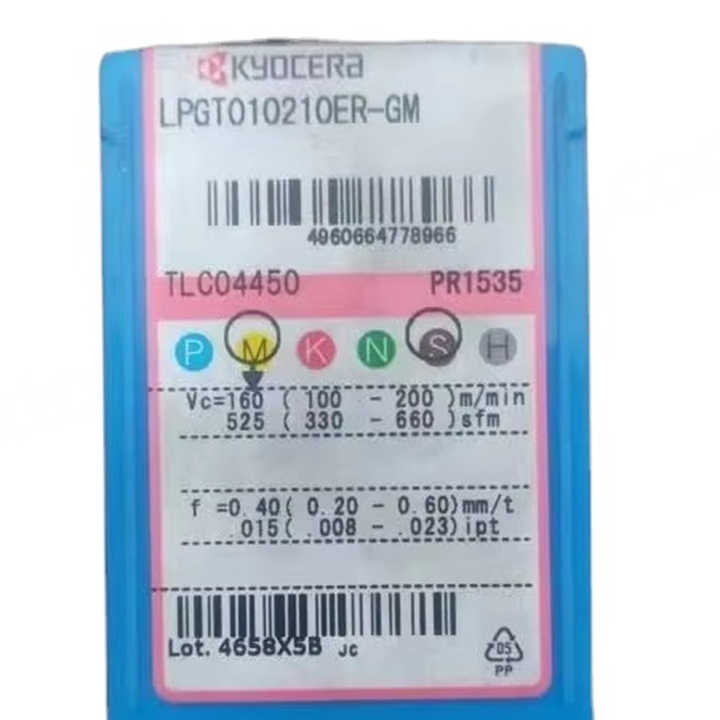 KYOCERA
LPGT010210ER-GM
4960664778966
TLC04450 PR1535
P M K N S H
Vc=160 ( 100 - 200 )m/min
525 ( 330 - 660 )sfm
f =0.40( 0.20 - 0.60)mm/t
.015( .008 - .023)ipt
Lot. 4658X5B JC
05
PP